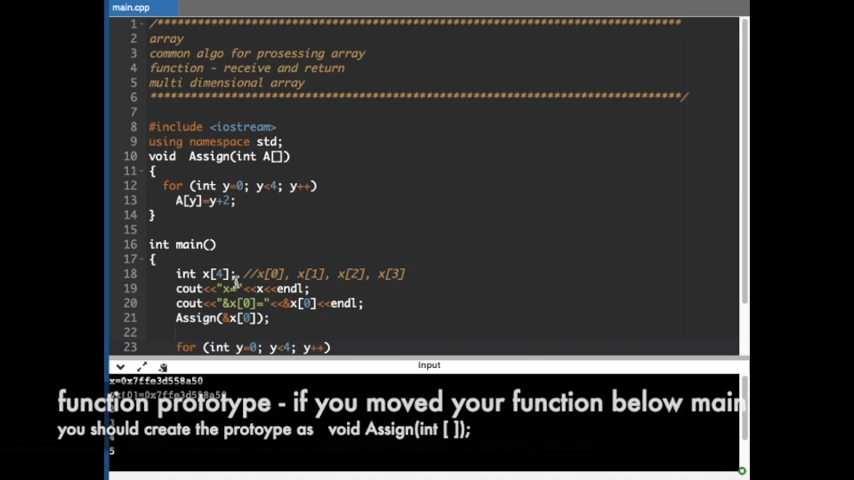 main.cpp
1 /******************************************************************************
2 array
3 common algo for prosessing array
4 function - receive and return
5 multi dimensional array
6 *******************************************************************************/
7
8 #include <iostream>
9 using namespace std;
10 void  Assign(int A[])
11 {
12 for (int y=0; y<4; y++)
13 A[y]=y+2;
14 }
15
16 int main()
17 {
18 int x[4]; //x[0], x[1], x[2], x[3]
19 cout<<"x="<<x<<endl;
20 cout<<"&x[0]="<<&x[0]<<endl;
21 Assign(&x[0]);
22
23 for (int y=0; y<4; y++)
input
x=0x7ffe3d558a50
function prototype - if you moved your function below main
you should create the protoype as void Assign(int [ ]);
5